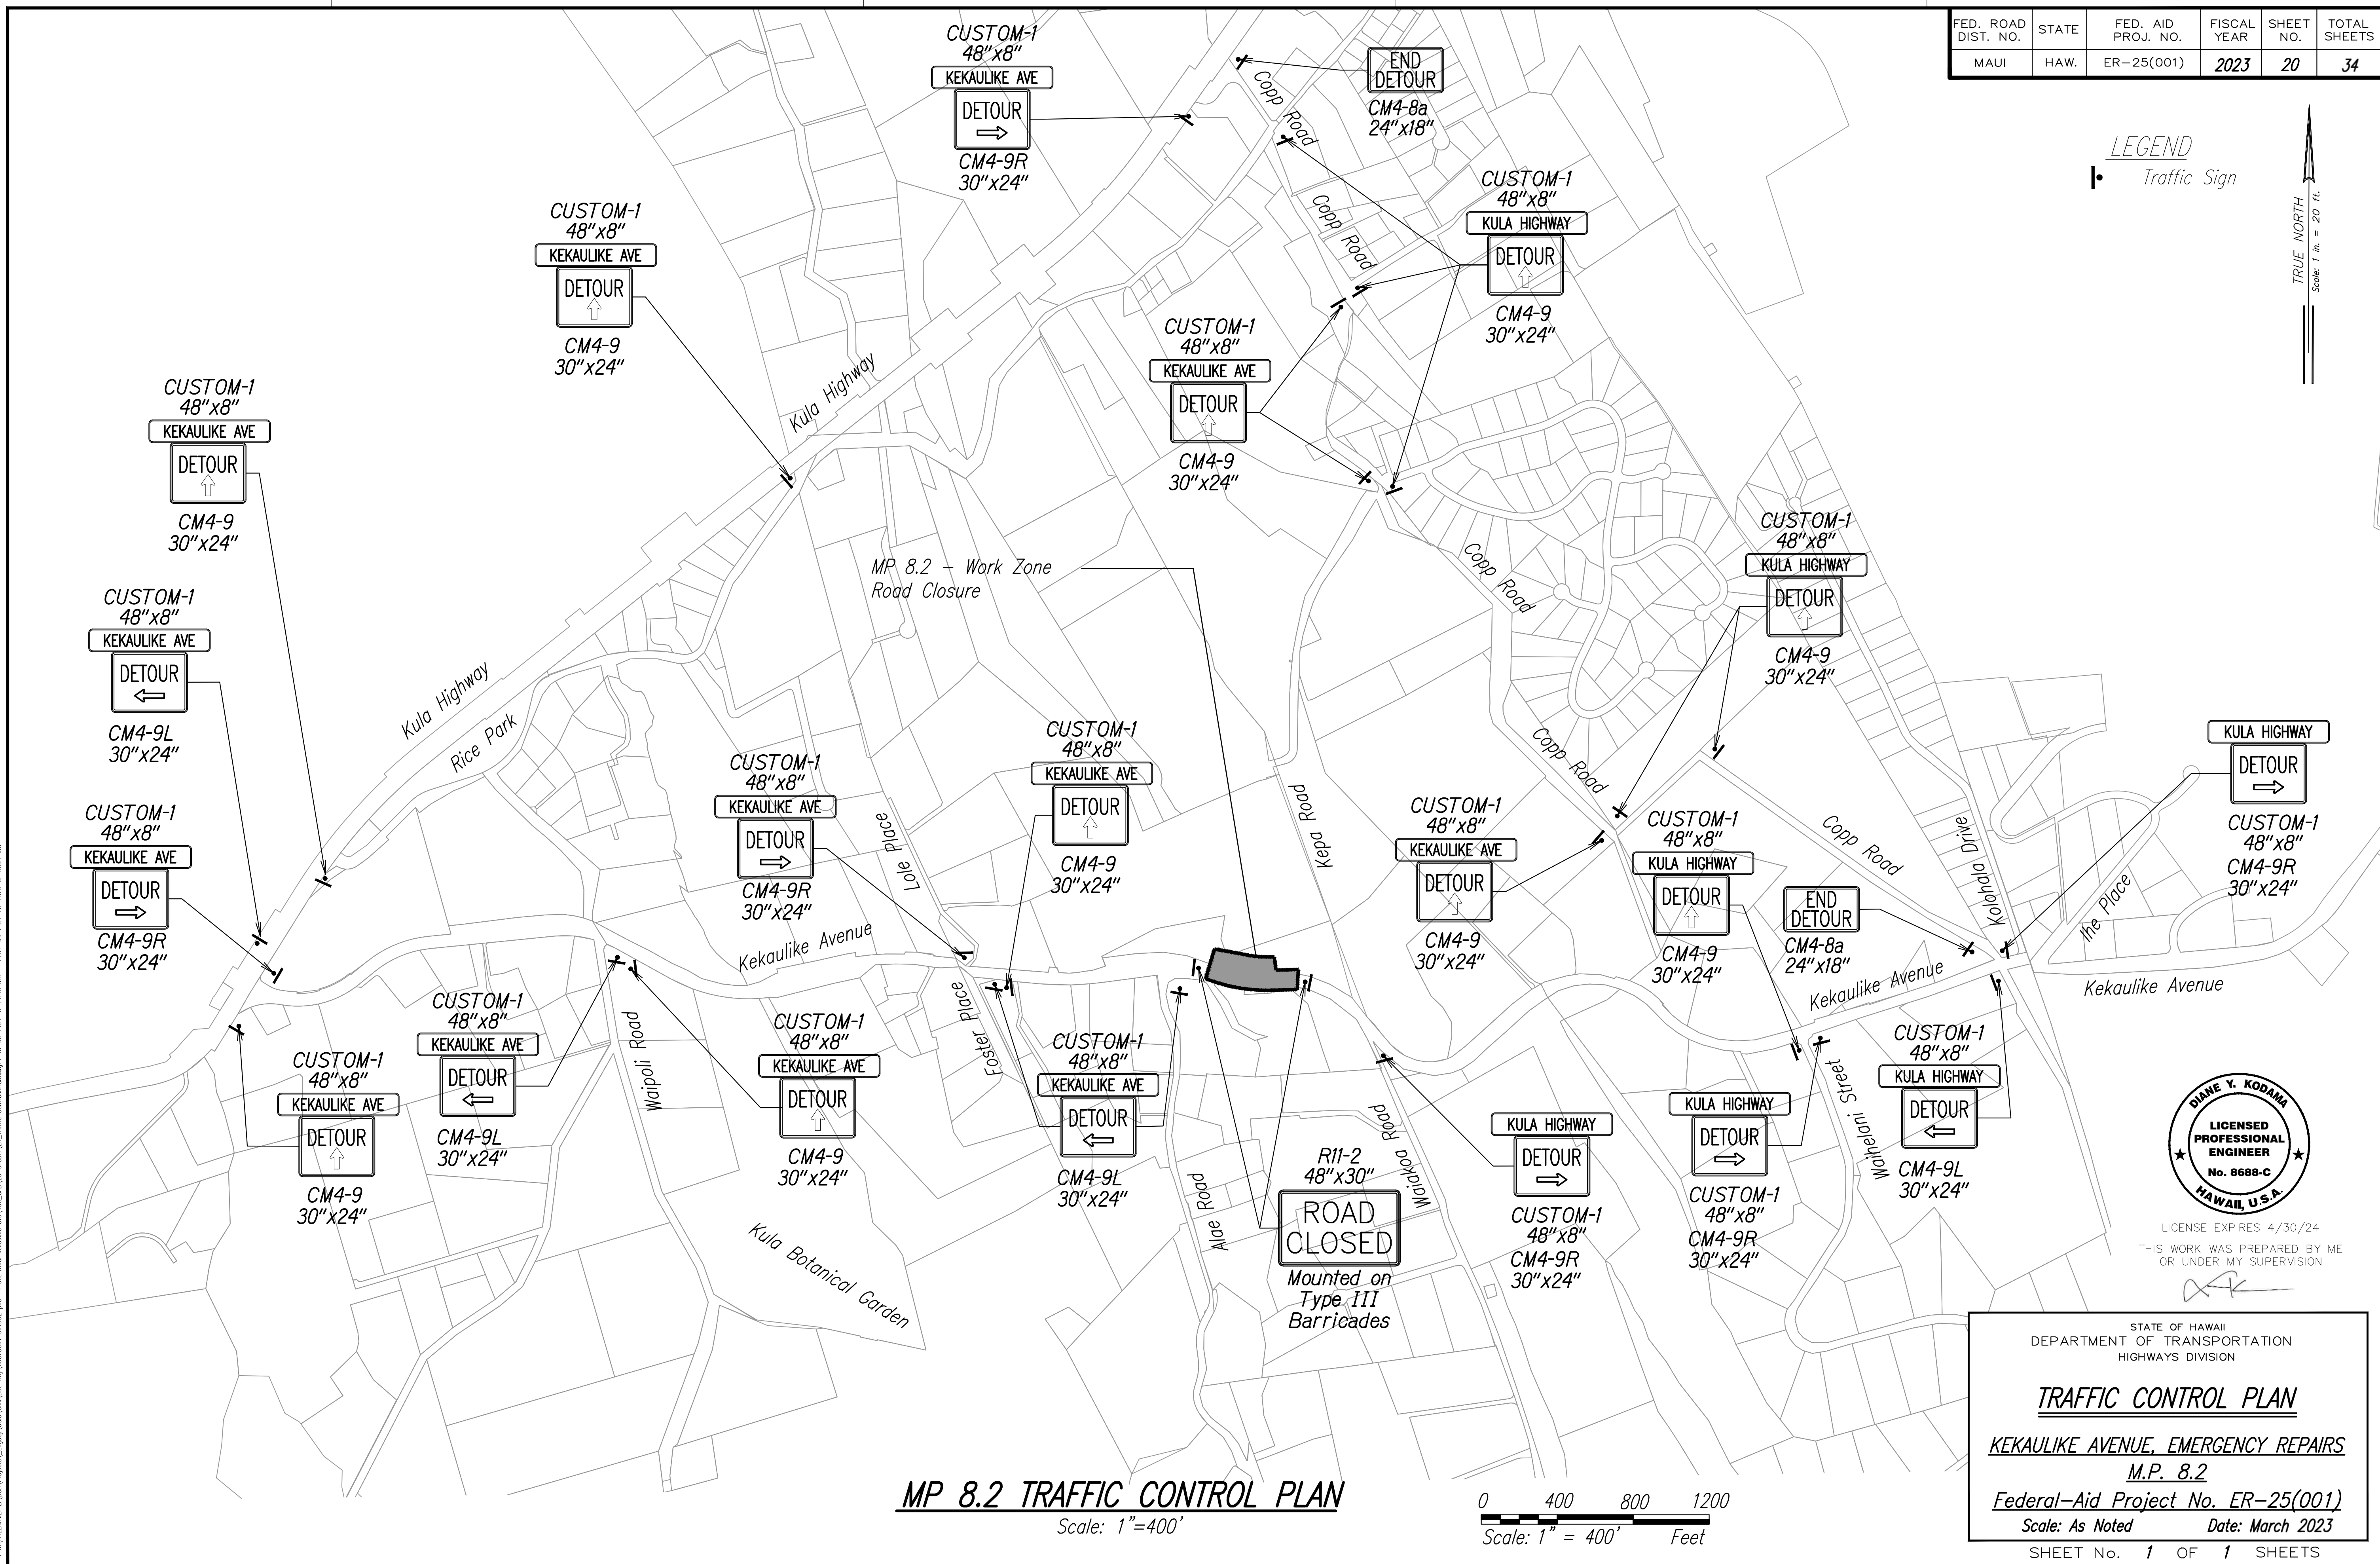 FED. ROAD DIST. NO.
STATE
FED. AID PROJ. NO.
FISCAL YEAR
SHEET NO.
TOTAL SHEETS
MAUI
HAW.
ER-25(001)
2023
20
34
LEGEND
Traffic Sign
TRUE NORTH
Scale: 1 in. = 20 ft.
CUSTOM-1
48"x8"
KEKAULIKE AVE
DETOUR
CM4-9R
30"x24"
END
DETOUR
CM4-8a
24"x18"
Copp Road
CUSTOM-1
48"x8"
KULA HIGHWAY
DETOUR
CM4-9
30"x24"
Copp Road
CUSTOM-1
48"x8"
KEKAULIKE AVE
DETOUR
CM4-9
30"x24"
CUSTOM-1
48"x8"
KEKAULIKE AVE
DETOUR
CM4-9
30"x24"
Kula Highway
CUSTOM-1
48"x8"
KEKAULIKE AVE
DETOUR
CM4-9
30"x24"
MP 8.2 – Work Zone
Road Closure
Copp Road
CUSTOM-1
48"x8"
KULA HIGHWAY
DETOUR
CM4-9
30"x24"
CUSTOM-1
48"x8"
KEKAULIKE AVE
DETOUR
CM4-9L
30"x24"
Kula Highway
Rice Park
CUSTOM-1
48"x8"
KEKAULIKE AVE
DETOUR
CM4-9R
30"x24"
CUSTOM-1
48"x8"
KEKAULIKE AVE
DETOUR
CM4-9R
30"x24"
Lole Place
CUSTOM-1
48"x8"
KEKAULIKE AVE
DETOUR
CM4-9
30"x24"
Kepa Road
Copp Road
CUSTOM-1
48"x8"
KEKAULIKE AVE
DETOUR
CM4-9
30"x24"
CUSTOM-1
48"x8"
KULA HIGHWAY
DETOUR
CM4-9
30"x24"
Copp Road
END
DETOUR
CM4-8a
24"x18"
Kolohala Drive
Ihe Place
KULA HIGHWAY
DETOUR
CUSTOM-1
48"x8"
CM4-9R
30"x24"
Kekaulike Avenue
Kekaulike Avenue
Kekaulike Avenue
CUSTOM-1
48"x8"
KEKAULIKE AVE
DETOUR
CM4-9
30"x24"
CUSTOM-1
48"x8"
KEKAULIKE AVE
DETOUR
CM4-9L
30"x24"
Waipoli Road
CUSTOM-1
48"x8"
KEKAULIKE AVE
DETOUR
CM4-9
30"x24"
Foster Place
CUSTOM-1
48"x8"
KEKAULIKE AVE
DETOUR
CM4-9L
30"x24"
Alae Road
R11-2
48"x30"
ROAD
CLOSED
Mounted on
Type III
Barricades
Waiakoa Road
KULA HIGHWAY
DETOUR
CUSTOM-1
48"x8"
CM4-9R
30"x24"
KULA HIGHWAY
DETOUR
CUSTOM-1
48"x8"
CM4-9R
30"x24"
Waihelani Street
CUSTOM-1
48"x8"
KULA HIGHWAY
DETOUR
CM4-9L
30"x24"
Kula Botanical Garden
DIANE Y. KODAMA
LICENSED
PROFESSIONAL
ENGINEER
No. 8688-C
HAWAII, U.S.A.
LICENSE EXPIRES 4/30/24
THIS WORK WAS PREPARED BY ME
OR UNDER MY SUPERVISION
MP 8.2 TRAFFIC CONTROL PLAN
Scale: 1"=400'
0 400 800 1200
Scale: 1" = 400' Feet
STATE OF HAWAII
DEPARTMENT OF TRANSPORTATION
HIGHWAYS DIVISION
TRAFFIC CONTROL PLAN
KEKAULIKE AVENUE, EMERGENCY REPAIRS
M.P. 8.2
Federal-Aid Project No. ER-25(001)
Scale: As Noted Date: March 2023
SHEET No. 1 OF 1 SHEETS